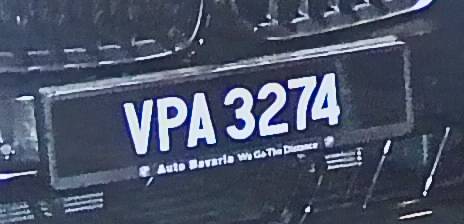 VPA 3274
Auto Bavaria We Go The Distance